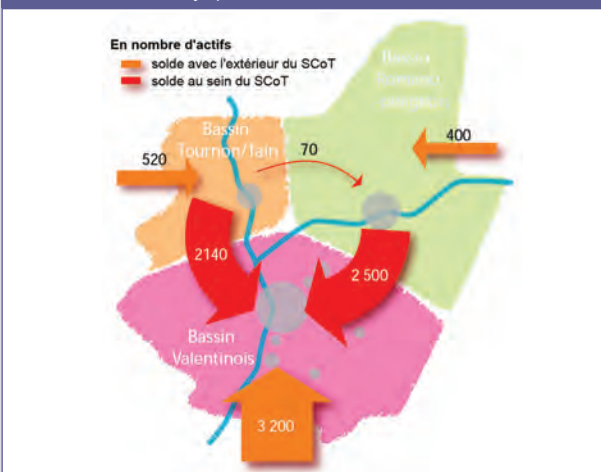 En nombre d'actifs
solde avec l'extérieur du SCoT
solde au sein du SCoT
Bassin
400
Bassin
Tournon/Tain
70
520
2140
2 500
Bassin
Valentinois
3 200